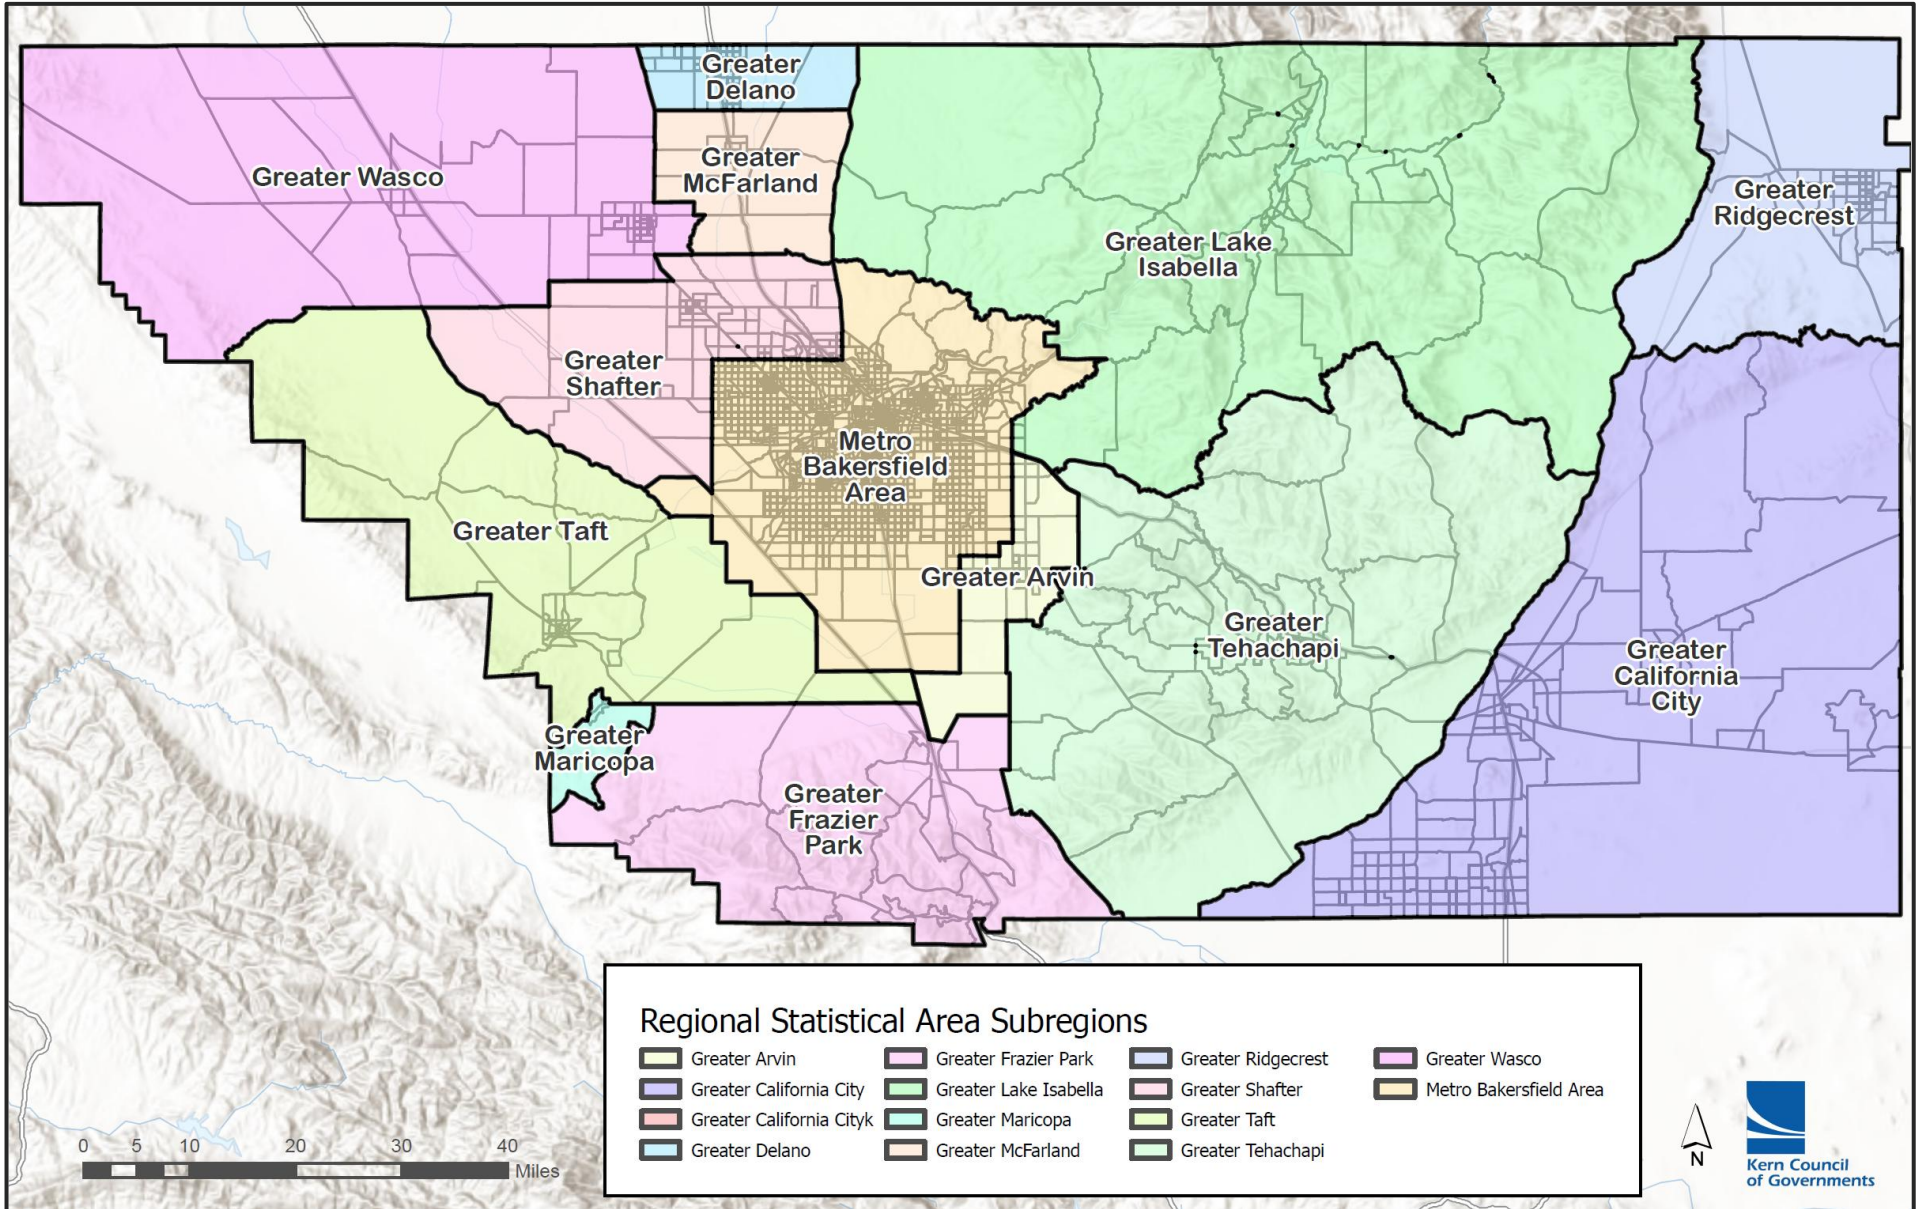 Greater
Delano
Greater
McFarland
Greater Wasco
Greater
Ridgecrest
Greater Lake
Isabella
Greater
Shafter
Metro
Bakersfield
Area
Greater Taft
Greater Arvin
Greater
Tehachapi
Greater
California
City
Greater
Maricopa
Greater
Frazier
Park
Regional Statistical Area Subregions
Greater Arvin
Greater California City
Greater California Cityk
Greater Delano
Greater Frazier Park
Greater Lake Isabella
Greater Maricopa
Greater McFarland
Greater Ridgecrest
Greater Shafter
Greater Taft
Greater Tehachapi
Greater Wasco
Metro Bakersfield Area
0 5 10 20 30 40
Miles
N
Kern Council
of Governments